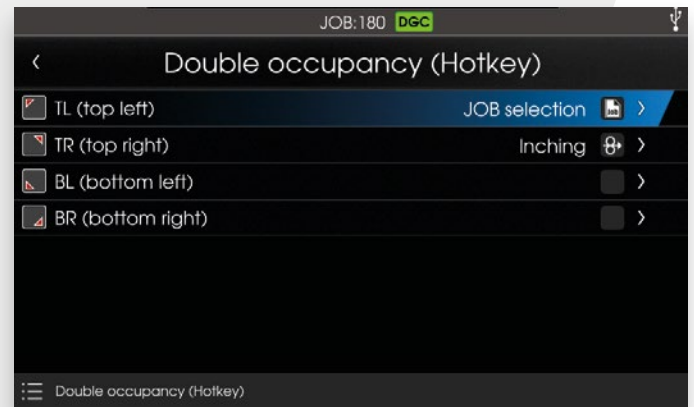 JOB:180 DGC
Double occupancy (Hotkey)
TL (top left) JOB selection Job
TR (top right) Inching
BL (bottom left)
BR (bottom right)
Double occupancy (Hotkey)